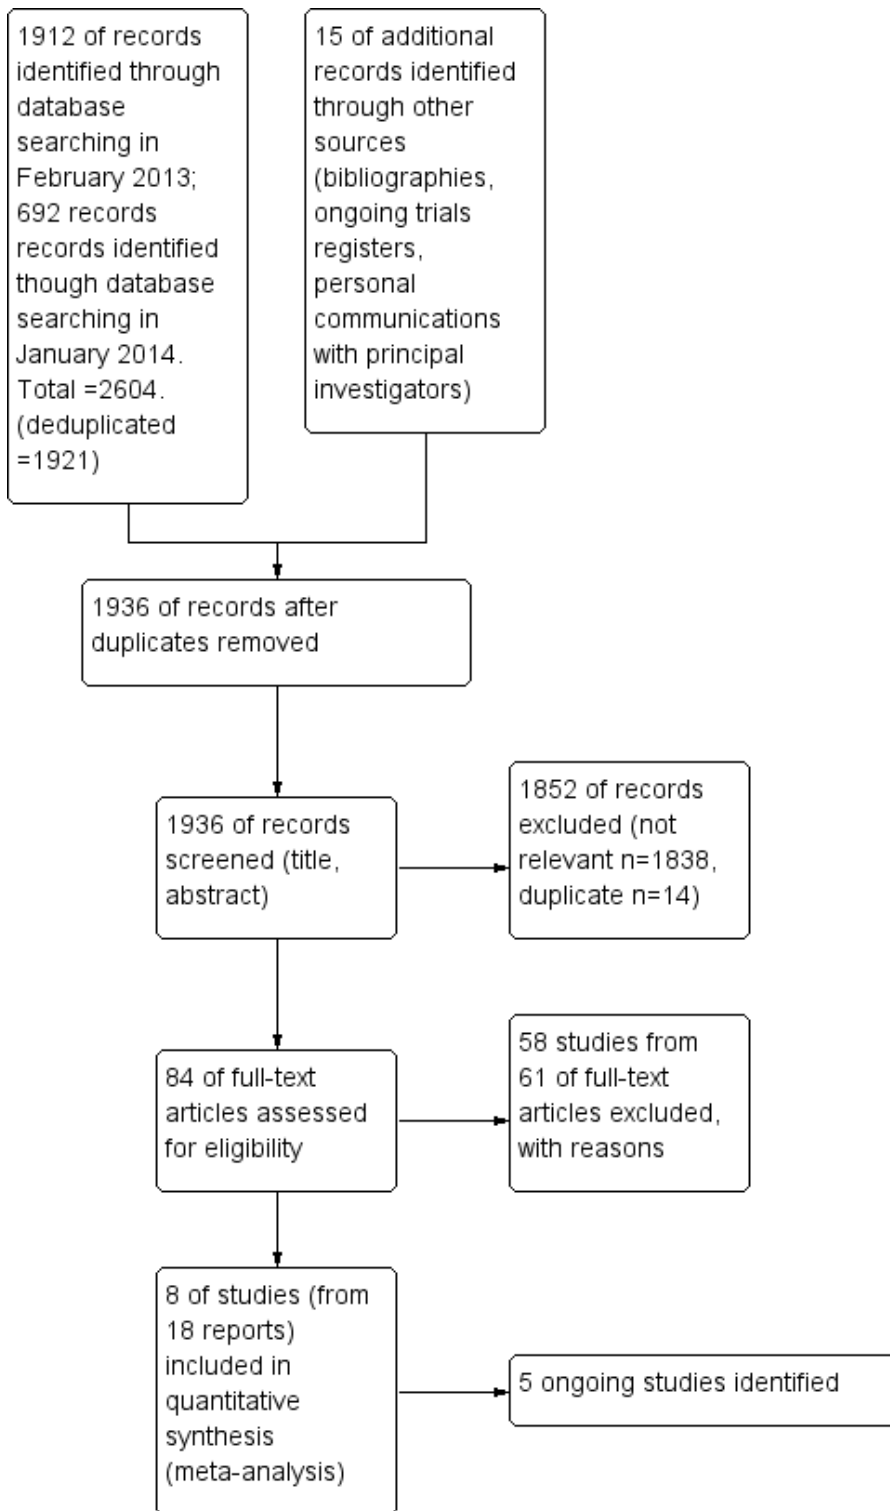 1912 of records
identified through
database
searching in
February 2013;
692 records
records identified
though database
searching in
January 2014.
Total =2604.
(deduplicated
=1921)
15 of additional
records identified
through other
sources
(bibliographies,
ongoing trials
registers,
personal
communications
with principal
investigators)
1936 of records after
duplicates removed
1936 of records
screened (title,
abstract)
1852 of records
excluded (not
relevant n=1838,
duplicate n=14)
84 of full-text
articles assessed
for eligibility
58 studies from
61 of full-text
articles excluded,
with reasons
8 of studies (from
18 reports)
included in
quantitative
synthesis
(meta-analysis)
5 ongoing studies identified